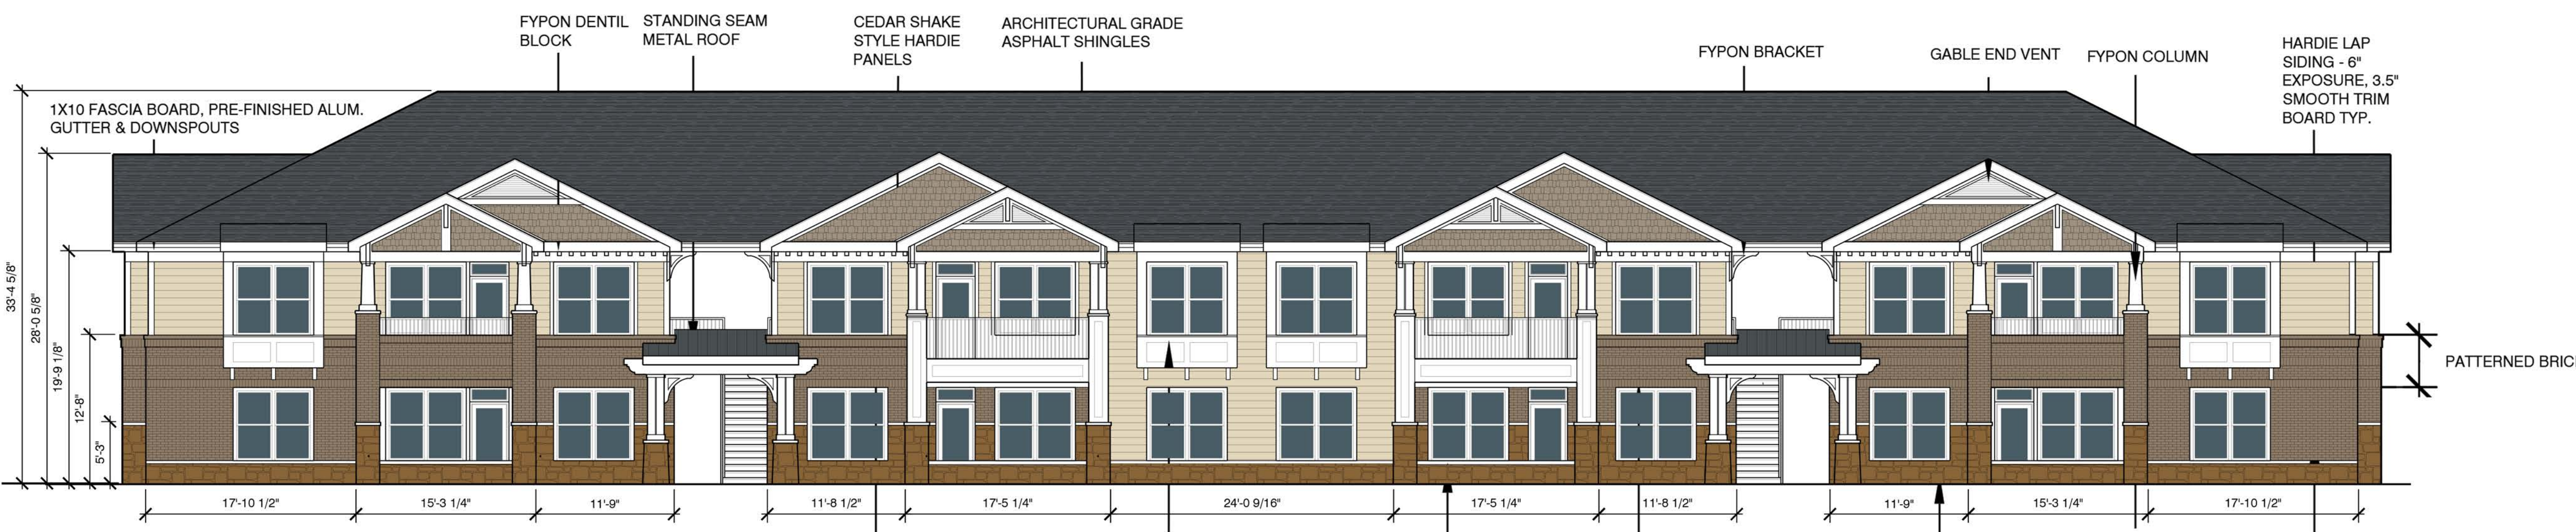 FYPON DENTIL
BLOCK
STANDING SEAM
METAL ROOF
CEDAR SHAKE
STYLE HARDIE
PANELS
ARCHITECTURAL GRADE
ASPHALT SHINGLES
FYPON BRACKET
GABLE END VENT
FYPON COLUMN
HARDIE LAP
SIDING - 6"
EXPOSURE, 3.5"
SMOOTH TRIM
BOARD TYP.
1X10 FASCIA BOARD, PRE-FINISHED ALUM.
GUTTER & DOWNSPOUTS
33'-4 5/8"
28'-0 5/8"
19'-9 1/8"
12'-8"
5'-3"
PATTERNED BRIC
17'-10 1/2"
15'-3 1/4"
11'-9"
11'-8 1/2"
17'-5 1/4"
24'-0 9/16"
17'-5 1/4"
11'-8 1/2"
11'-9"
15'-3 1/4"
17'-10 1/2"